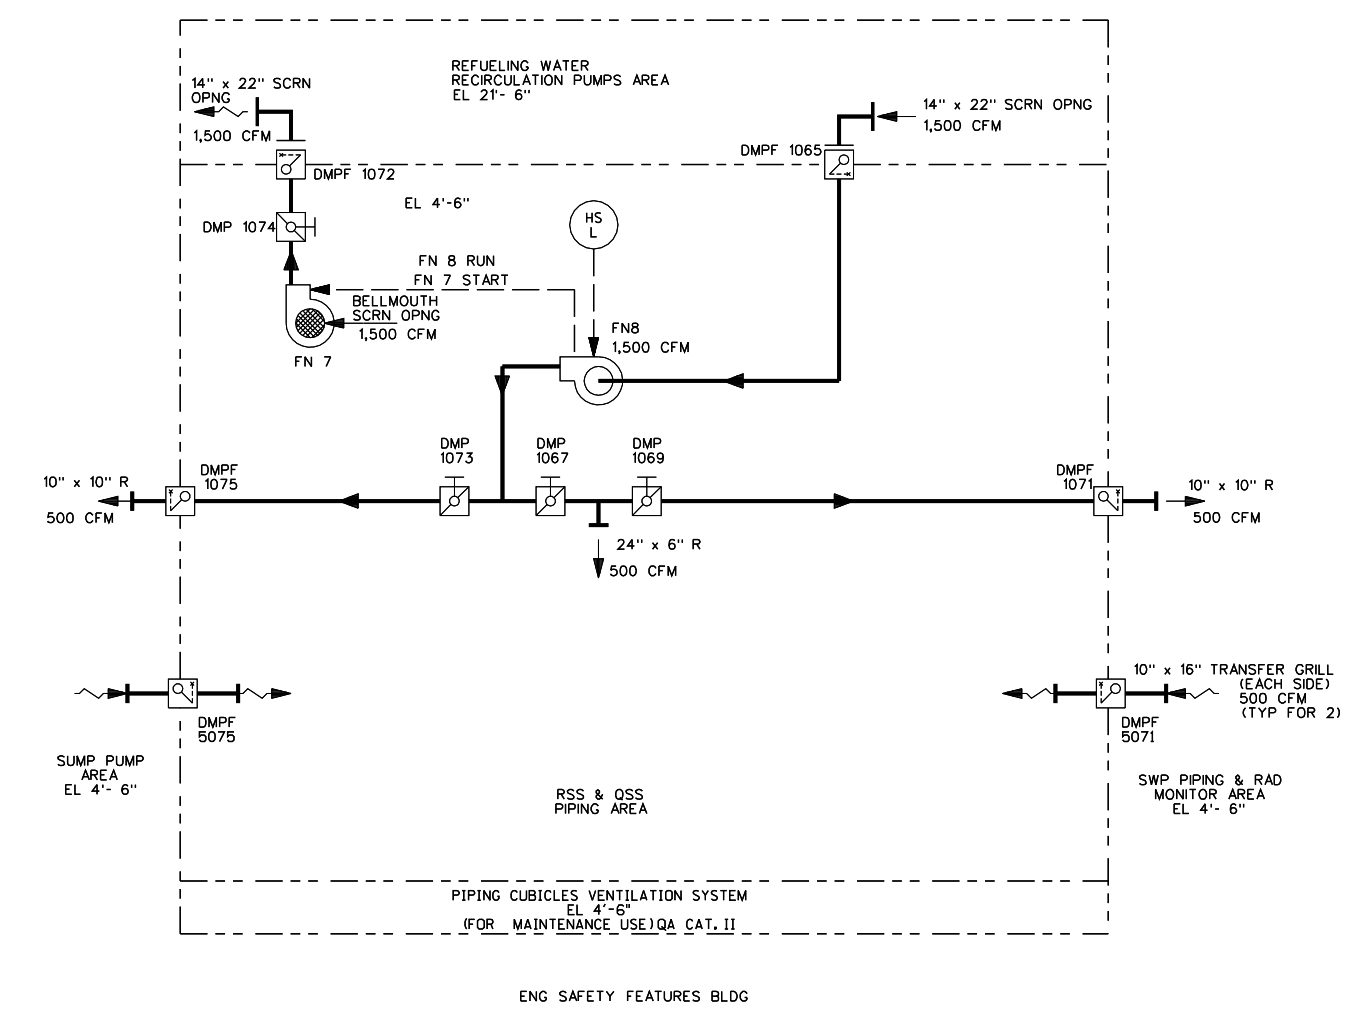 REFUELING WATER
RECIRCULATION PUMPS AREA
EL 21'- 6"
14" x 22" SCRN
OPNG
1,500 CFM
14" x 22" SCRN OPNG
1,500 CFM
DMPF 1065
DMPF 1072
EL 4'-6"
DMP 1074
HS
L
FN 8 RUN
FN 7 START
BELLMOUTH
SCRN OPNG
1,500 CFM
FN 7
FN8
1,500 CFM
DMP
1073
DMP
1067
DMP
1069
DMPF
1075
10" x 10" R
500 CFM
DMPF
1071
10" x 10" R
500 CFM
24" x 6" R
500 CFM
10" x 16" TRANSFER GRILL
(EACH SIDE)
500 CFM
(TYP FOR 2)
DMPF
5075
DMPF
5071
SUMP PUMP
AREA
EL 4'- 6"
RSS & QSS
PIPING AREA
SWP PIPING & RAD
MONITOR AREA
EL 4'- 6"
PIPING CUBICLES VENTILATION SYSTEM
EL 4'-6"
(FOR MAINTENANCE USE) QA CAT. II
ENG SAFETY FEATURES BLDG